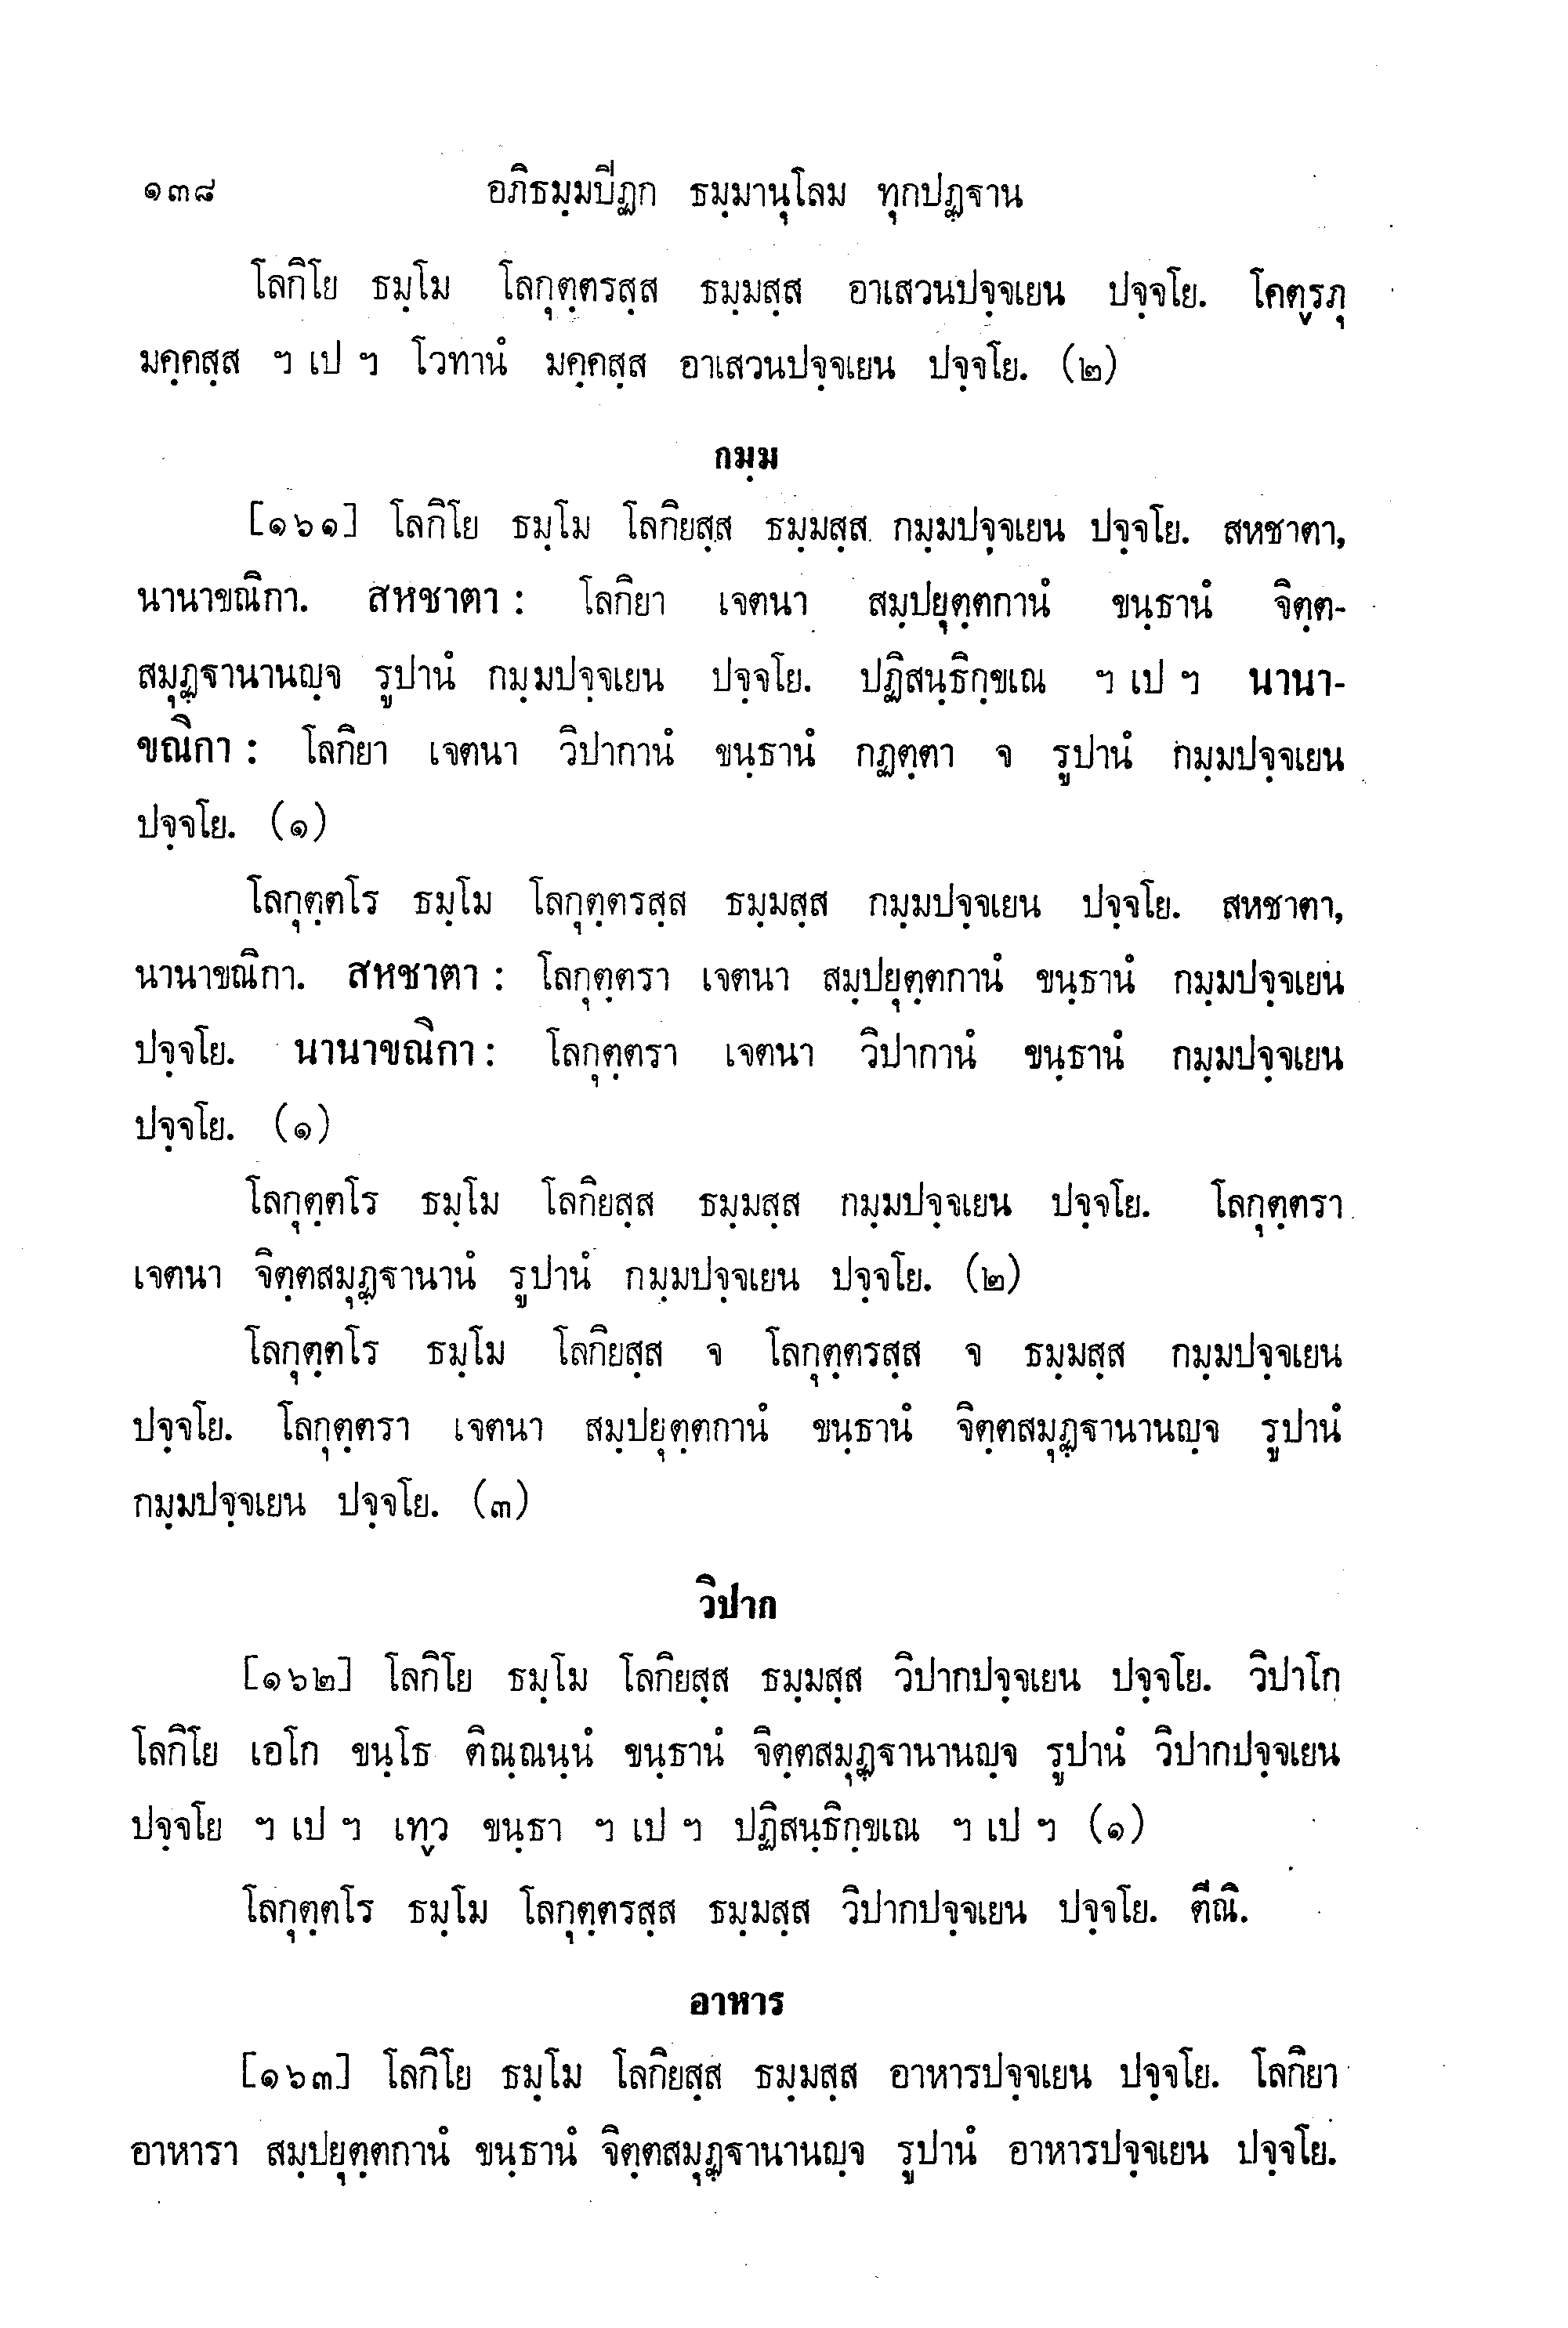 ๑๓๘ อภิธมฺมปิฏก ธมฺมานุโลม ทุกปฏฺฐาน
โลกิโย ธมฺโม โลกุตฺตรสฺส ธมฺมสฺส อาเสวนปจฺจเยน ปจฺจโย. โคตฺรภุ
มคฺคสฺส ฯ เป ฯ โวทานํ มคฺคสฺส อาเสวนปจฺจเยน ปจฺจโย. (๒)
กมฺม
[๑๖๑] โลกิโย ธมฺโม โลกิยสฺส ธมฺมสฺส กมฺมปจฺจเยน ปจฺจโย. สหชาตา,
นานาขณิกา. สหชาตา : โลกิยา เจตนา สมฺปยุตฺตกานํ ขนฺธานํ จิตฺต-
สมุฏฺฐานานญฺจ รูปานํ กมฺมปจฺจเยน ปจฺจโย. ปฏิสนฺธิกฺขเณ ฯ เป ฯ นานา-
ขณิกา : โลกิยา เจตนา วิปากานํ ขนฺธานํ กฏตฺตา จ รูปานํ กมฺมปจฺจเยน
ปจฺจโย. (๑)
โลกุตฺตโร ธมฺโม โลกุตฺตรสฺส ธมฺมสฺส กมฺมปจฺจเยน ปจฺจโย. สหชาตา,
นานาขณิกา. สหชาตา : โลกุตฺตรา เจตนา สมฺปยุตฺตกานํ ขนฺธานํ กมฺมปจฺจเยน
ปจฺจโย. นานาขณิกา : โลกุตฺตรา เจตนา วิปากานํ ขนฺธานํ กมฺมปจฺจเยน
ปจฺจโย. (๑)
โลกุตฺตโร ธมฺโม โลกิยสฺส ธมฺมสฺส กมฺมปจฺจเยน ปจฺจโย. โลกุตฺตรา
เจตนา จิตฺตสมุฏฺฐานานํ รูปานํ กมฺมปจฺจเยน ปจฺจโย. (๒)
โลกุตฺตโร ธมฺโม โลกิยสฺส จ โลกุตฺตรสฺส จ ธมฺมสฺส กมฺมปจฺจเยน
ปจฺจโย. โลกุตฺตรา เจตนา สมฺปยุตฺตกานํ ขนฺธานํ จิตฺตสมุฏฺฐานานญฺจ รูปานํ
กมฺมปจฺจเยน ปจฺจโย. (๓)
วิปาก
[๑๖๒] โลกิโย ธมฺโม โลกิยสฺส ธมฺมสฺส วิปากปจฺจเยน ปจฺจโย. วิปาโก
โลกิโย เอโก ขนฺโธ ติณฺณนฺนํ ขนฺธานํ จิตฺตสมุฏฺฐานานญฺจ รูปานํ วิปากปจฺจเยน
ปจฺจโย ฯ เป ฯ เทฺว ขนฺธา ฯ เป ฯ ปฏิสนฺธิกฺขเณ ฯ เป ฯ (๑)
โลกุตฺตโร ธมฺโม โลกุตฺตรสฺส ธมฺมสฺส วิปากปจฺจเยน ปจฺจโย. ตีณิ.
อาหาร
[๑๖๓] โลกิโย ธมฺโม โลกิยสฺส ธมฺมสฺส อาหารปจฺจเยน ปจฺจโย. โลกิยา
อาหารา สมฺปยุตฺตกานํ ขนฺธานํ จิตฺตสมุฏฺฐานานญฺจ รูปานํ อาหารปจฺจเยน ปจฺจโย.